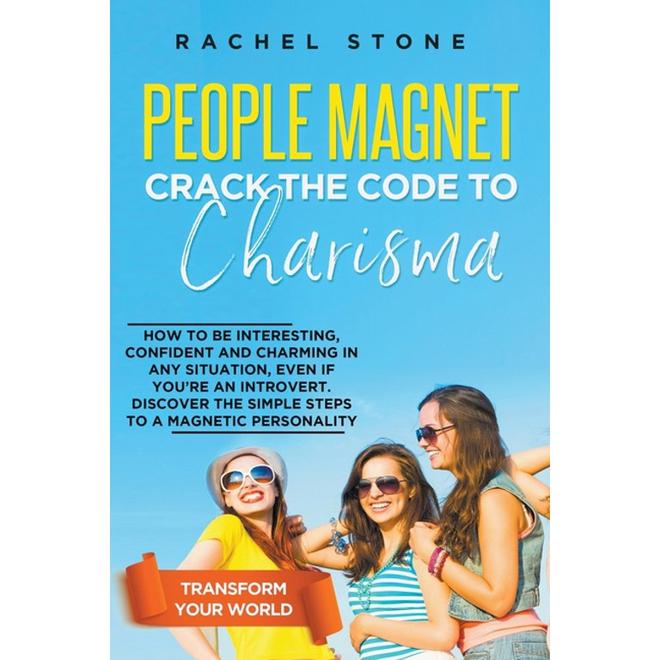 RACHEL STONE
PEOPLE MAGNET
CRACK THE CODE TO
Charisma
HOW TO BE INTERESTING,
CONFIDENT AND CHARMING IN
ANY SITUATION, EVEN IF
YOU'RE AN INTROVERT.
DISCOVER THE SIMPLE STEPS
TO A MAGNETIC PERSONALITY
TRANSFORM
YOUR WORLD